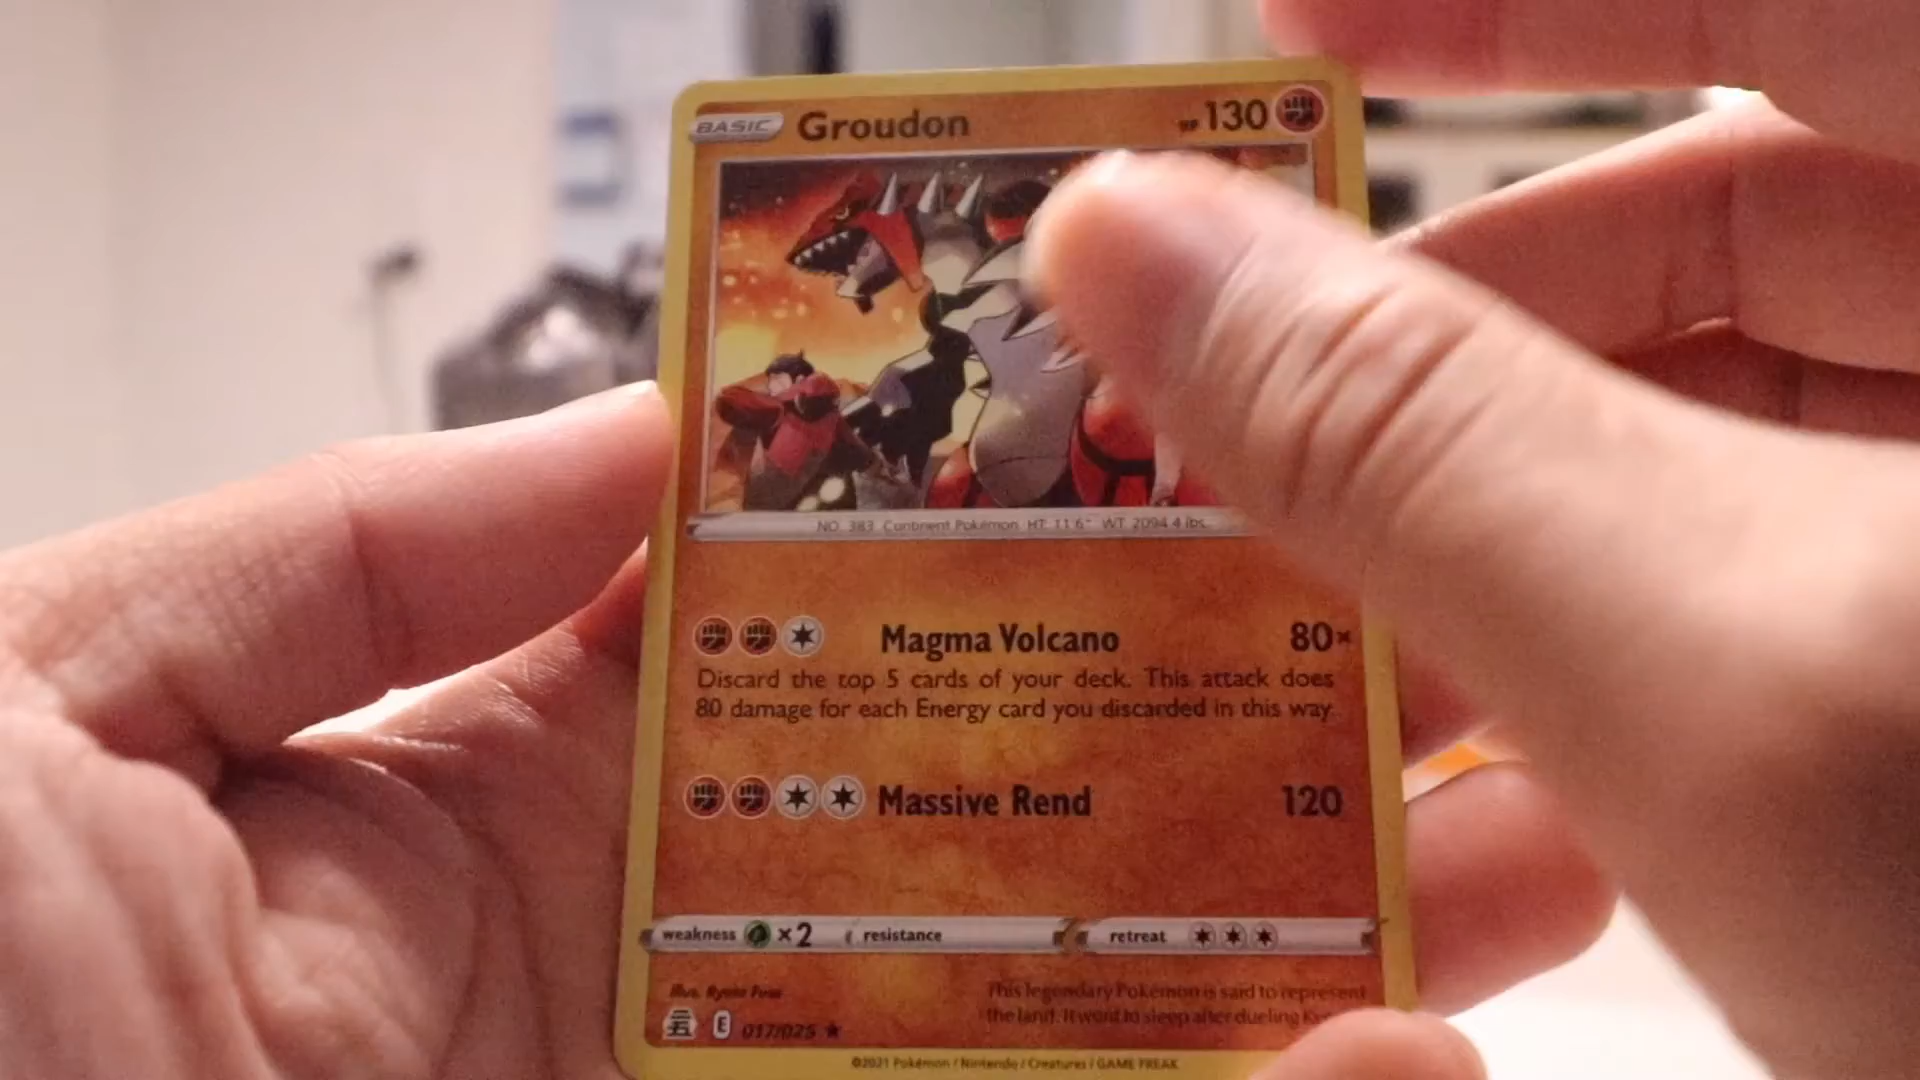 BASIC Groudon HP 130
NO. 383 Continent Pokémon HT: 11'6" WT: 2094.4 lbs.
Magma Volcano 80×
Discard the top 5 cards of your deck. This attack does
80 damage for each Energy card you discarded in this way.
Massive Rend 120
weakness ×2 resistance retreat
Illus. Ryota
This legendary Pokémon is said to represent
E 017/025 ★
the land. It went to sleep after dueling
©2021 Pokémon / Nintendo / Creatures / GAME FREAK